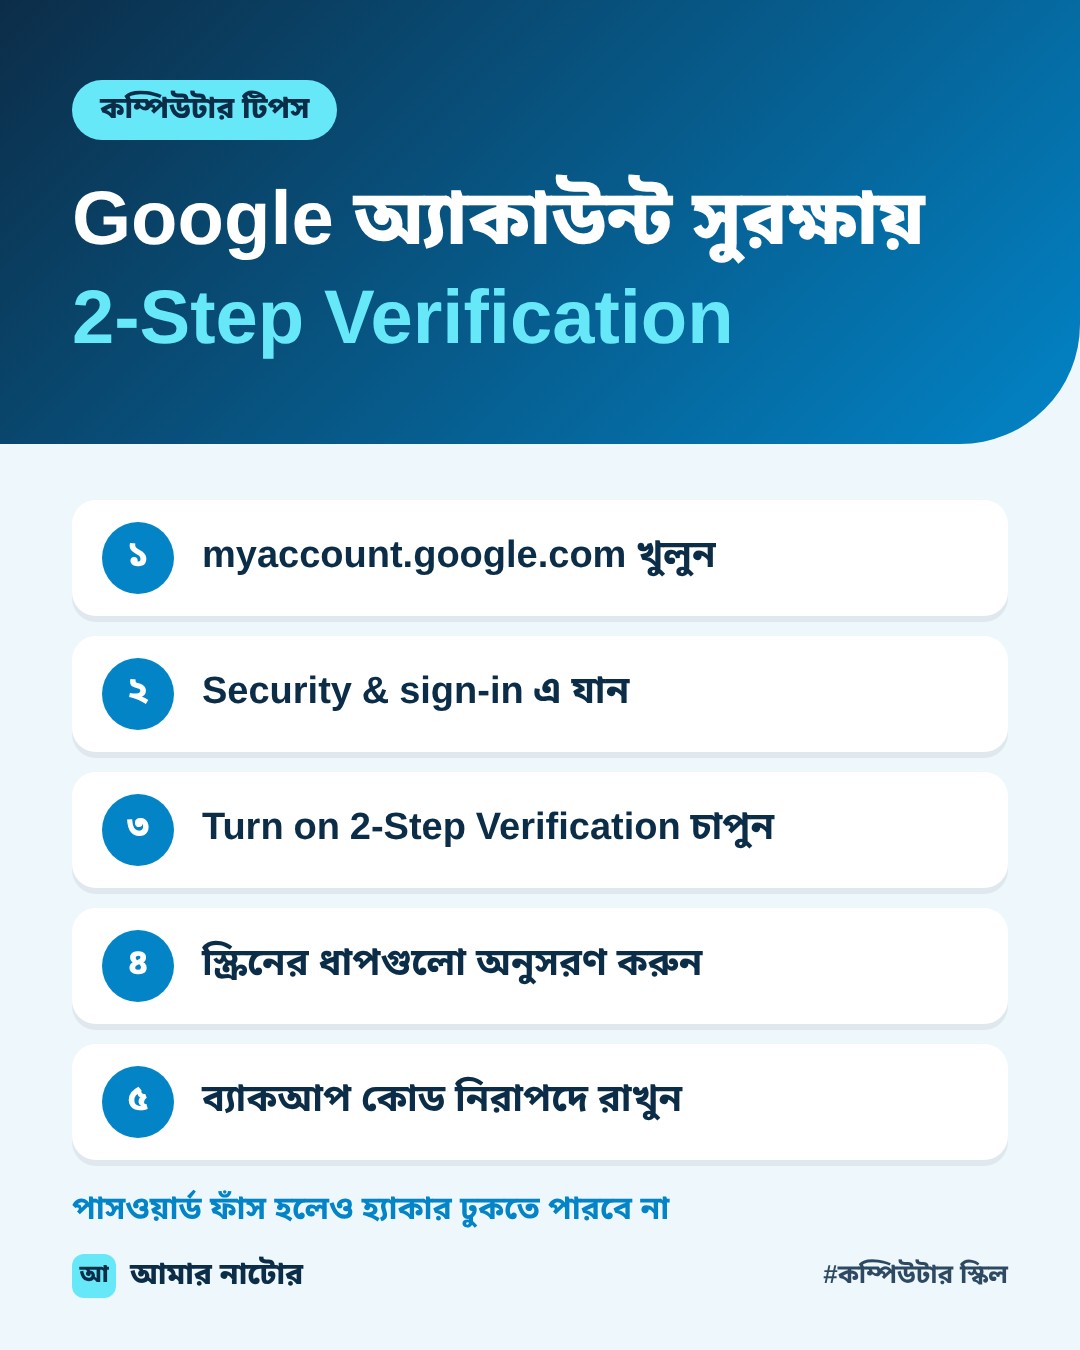 কম্পিউটার টিপস
Google অ্যাকাউন্ট সুরক্ষায়
2-Step Verification
১ myaccount.google.com খুলুন
২ Security & sign-in এ যান
৩ Turn on 2-Step Verification চাপুন
৪ স্ক্রিনের ধাপগুলো অনুসরণ করুন
৫ ব্যাকআপ কোড নিরাপদে রাখুন
পাসওয়ার্ড ফাঁস হলেও হ্যাকার ঢুকতে পারবে না
আ আমার নাটোর
#কম্পিউটার স্কিল